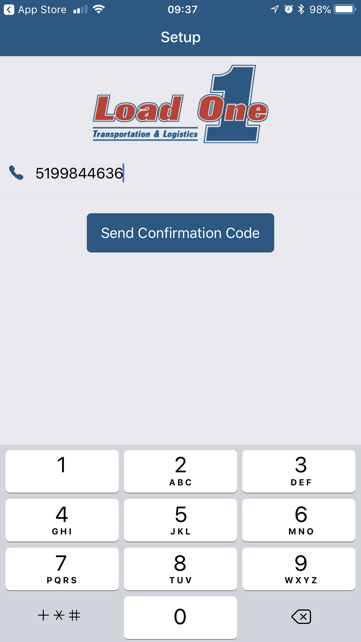 App Store 09:37 98%
Setup
Load One 1
Transportation & Logistics
5199844636
Send Confirmation Code
1 2 3
ABC DEF
4 5 6
GHI JKL MNO
7 8 9
PQRS TUV WXYZ
+*# 0